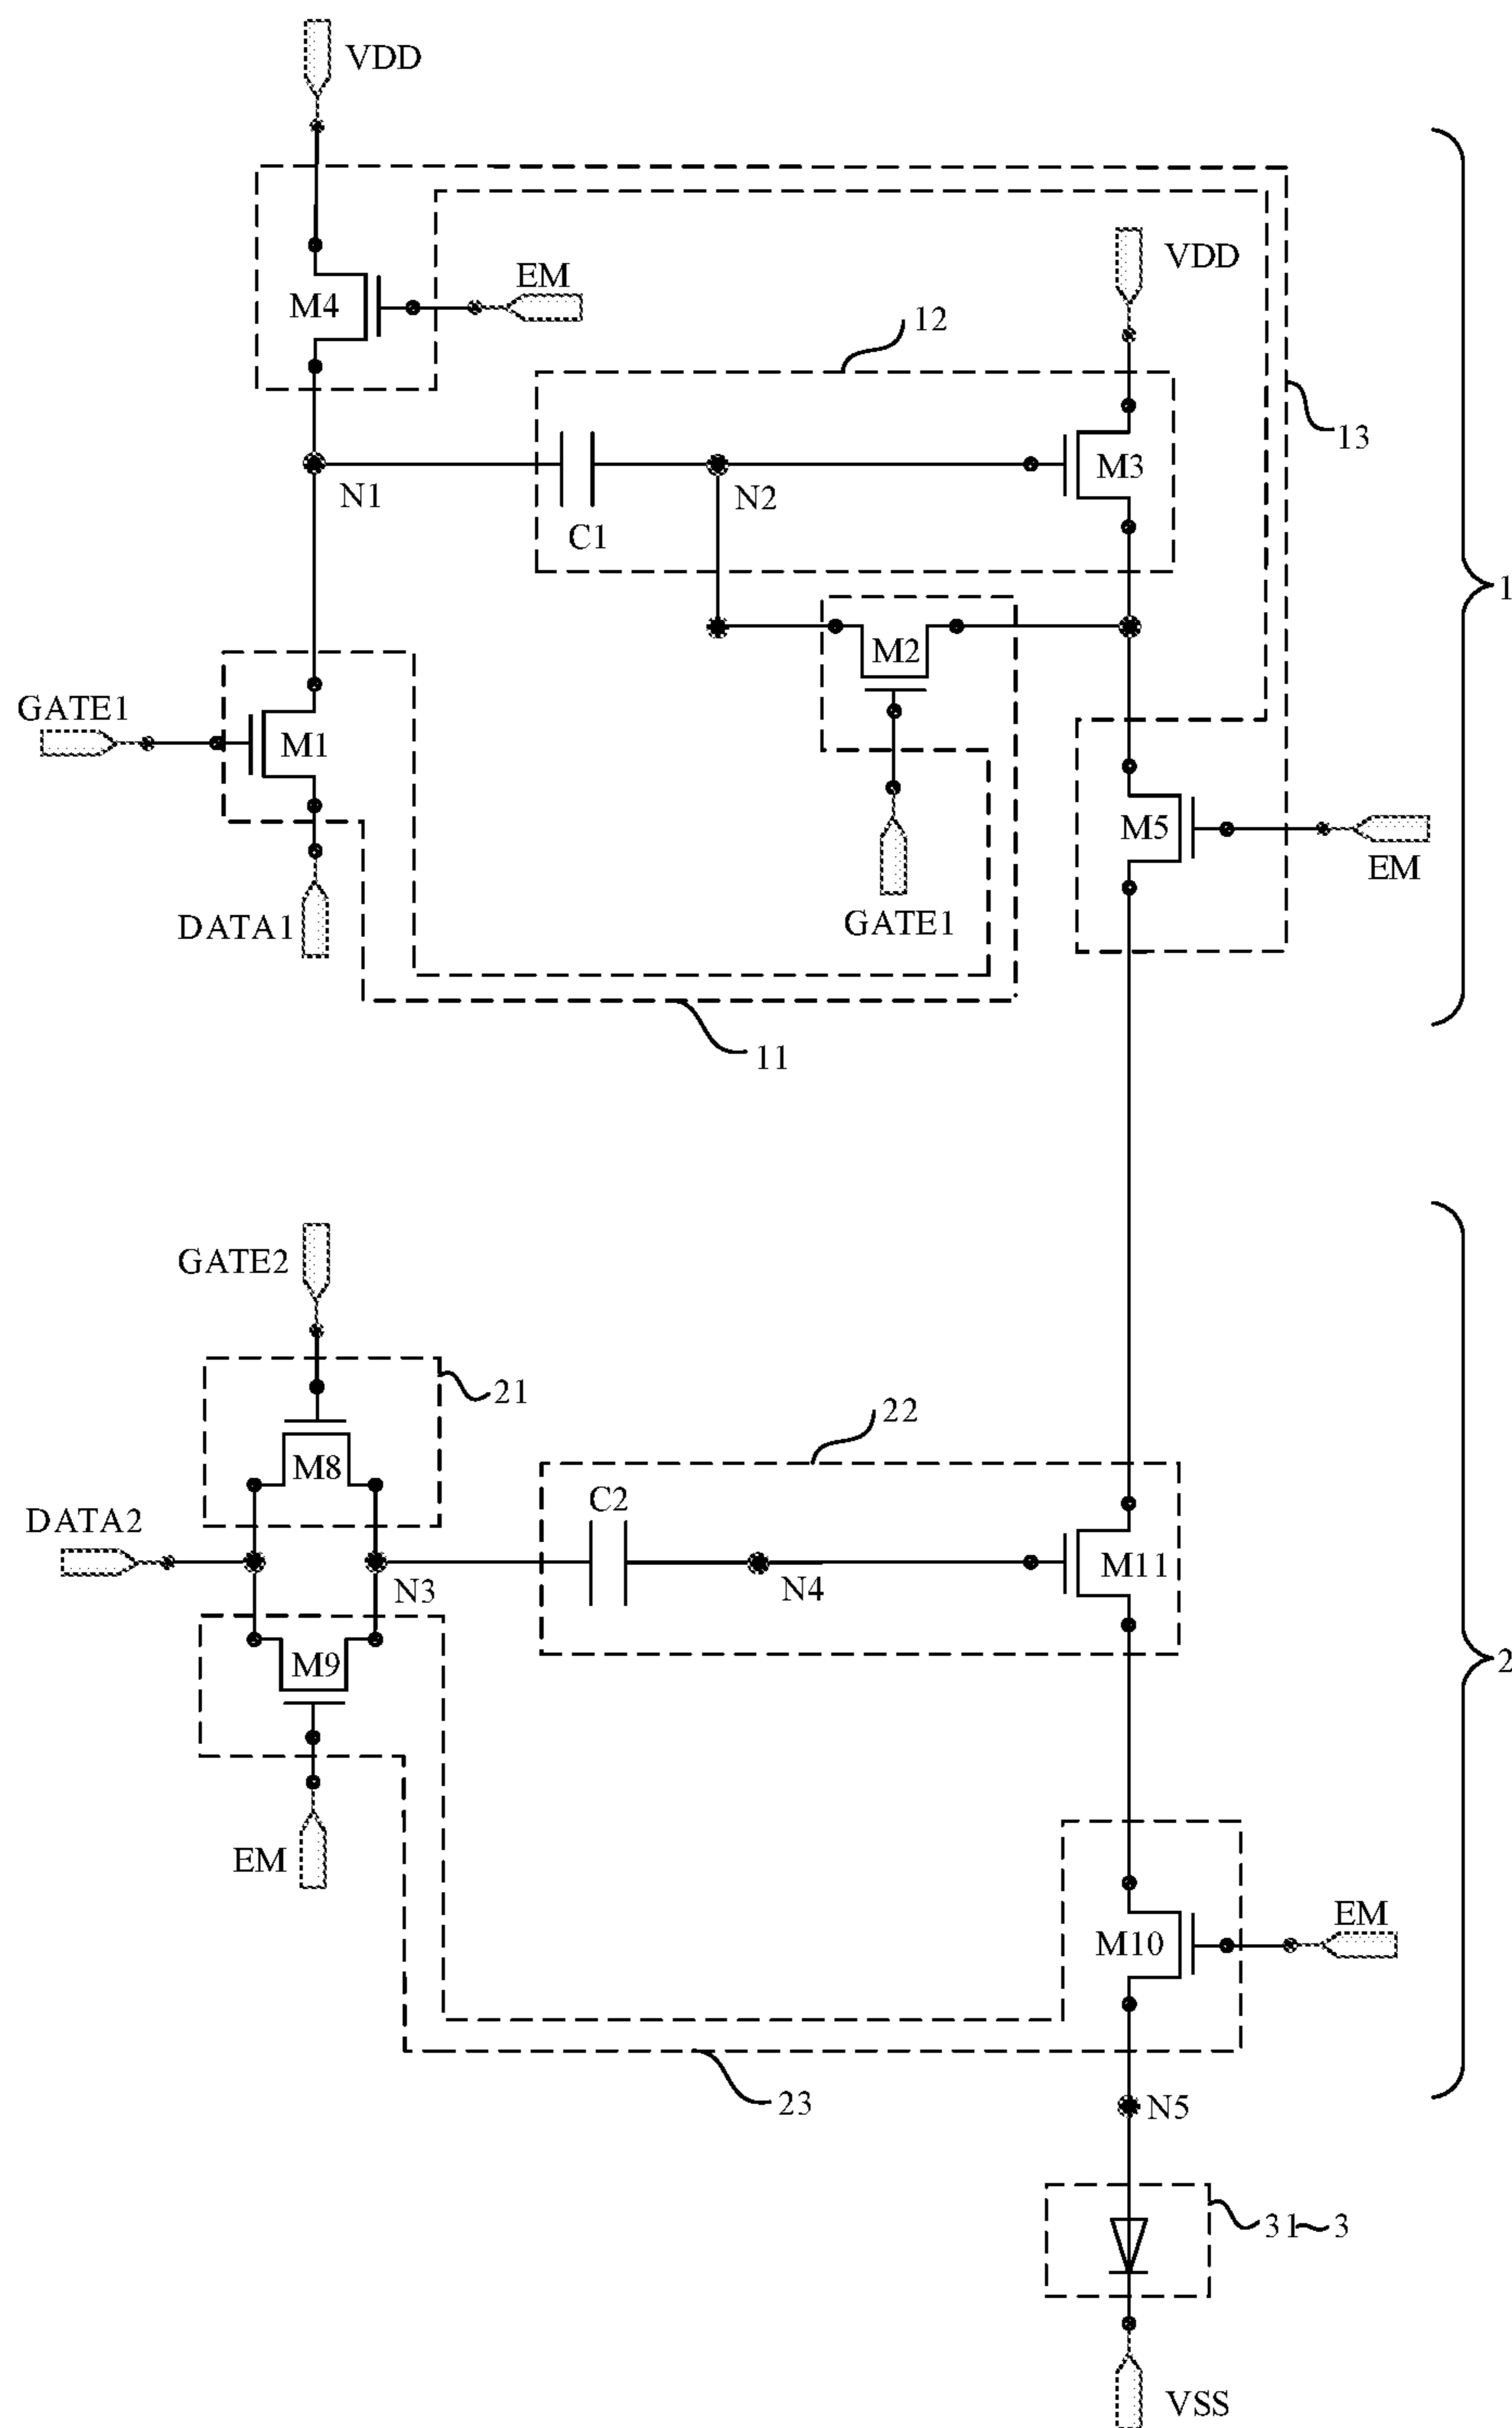 VDD
VDD
EM
M4
12
13
M3
N1
N2
C1
1
M2
GATE1
M1
M5
EM
GATE1
DATA1
11
GATE2
21
22
M8
C2
DATA2
M11
N3
N4
M9
2
EM
EM
M10
23
N5
31~3
VSS